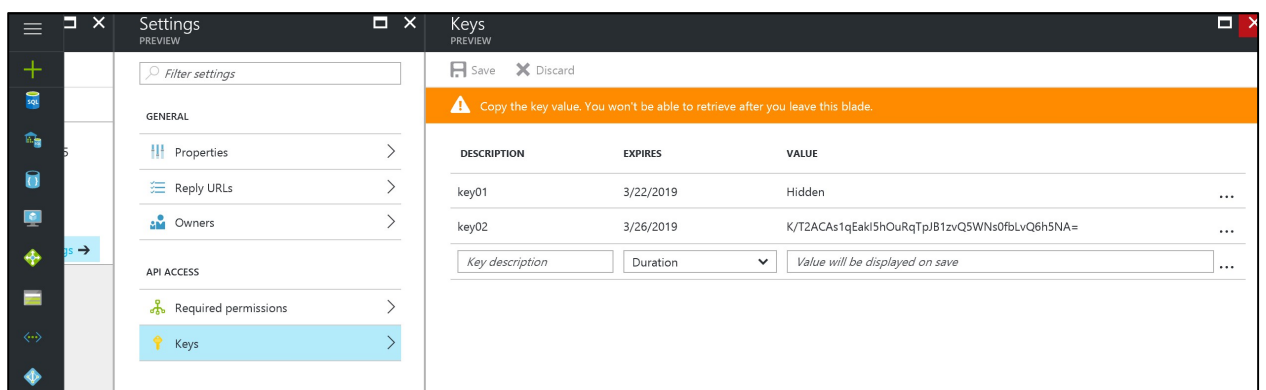 Settings
PREVIEW
Filter settings
GENERAL
Properties
Reply URLs
Owners
API ACCESS
Required permissions
Keys
Keys
PREVIEW
Save Discard
Copy the key value. You won't be able to retrieve after you leave this blade.
DESCRIPTION EXPIRES VALUE
key01 3/22/2019 Hidden ...
key02 3/26/2019 K/T2ACAs1qEakI5hOuRqTpJB1zvQ5WNs0fbLvQ6h5NA= ...
Key description Duration Value will be displayed on save ...
SQL